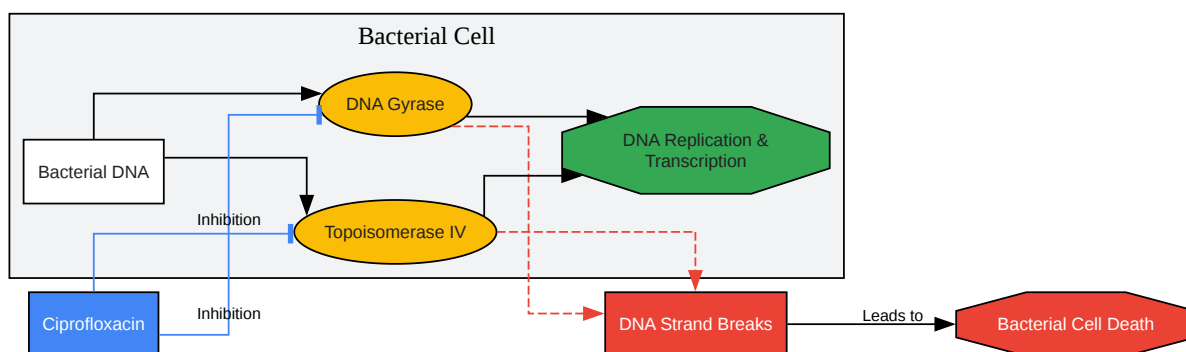 Bacterial Cell
DNA Gyrase
DNA Replication &
Transcription
Bacterial DNA
Inhibition
Topoisomerase IV
Inhibition
Ciprofloxacin
DNA Strand Breaks
Leads to
Bacterial Cell Death